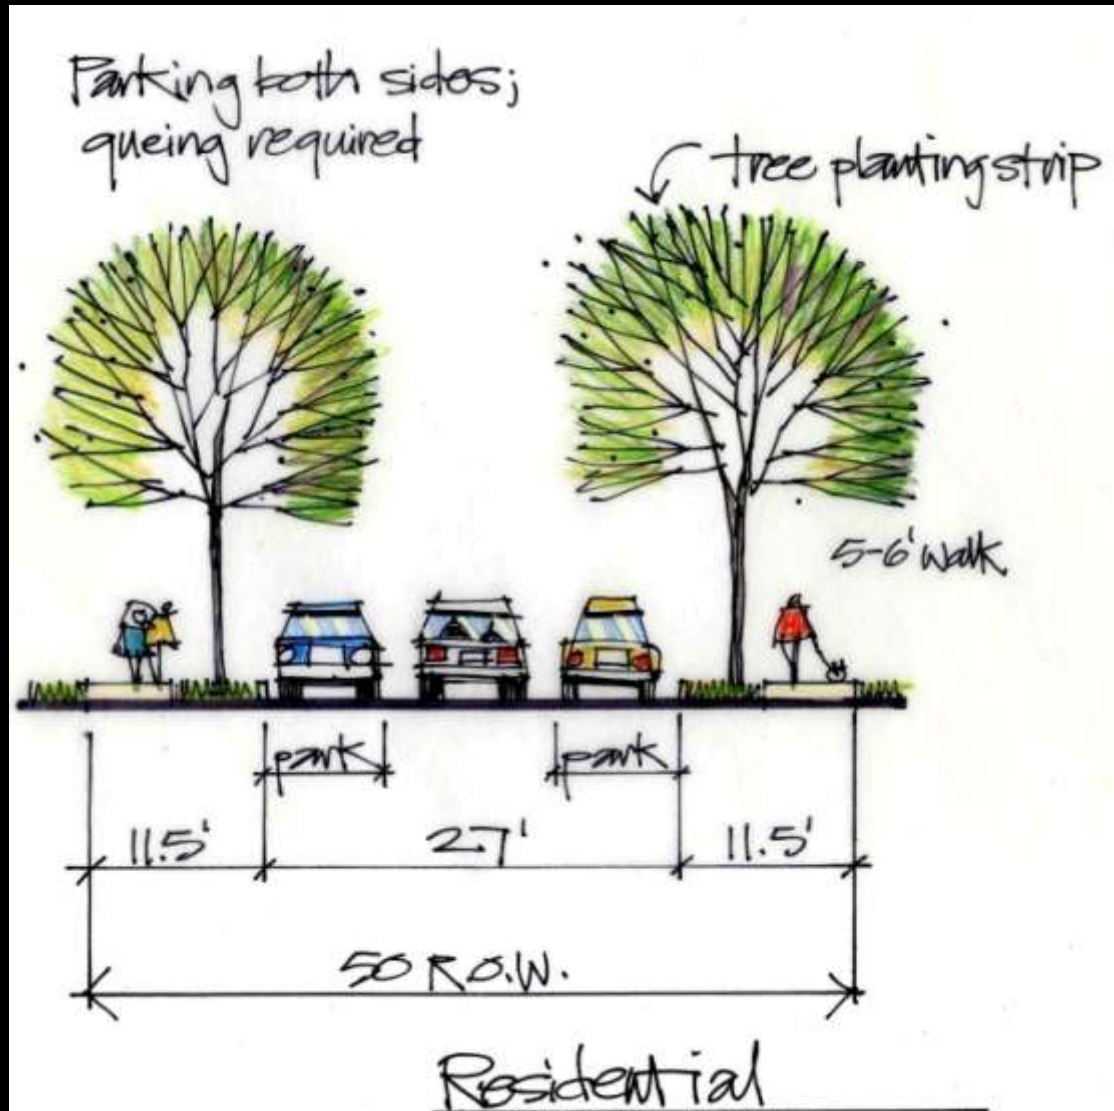 Parking both sides;
queing required
tree planting strip
5-6' walk
park
park
11.5'
27'
11.5'
50 R.O.W.
Residential